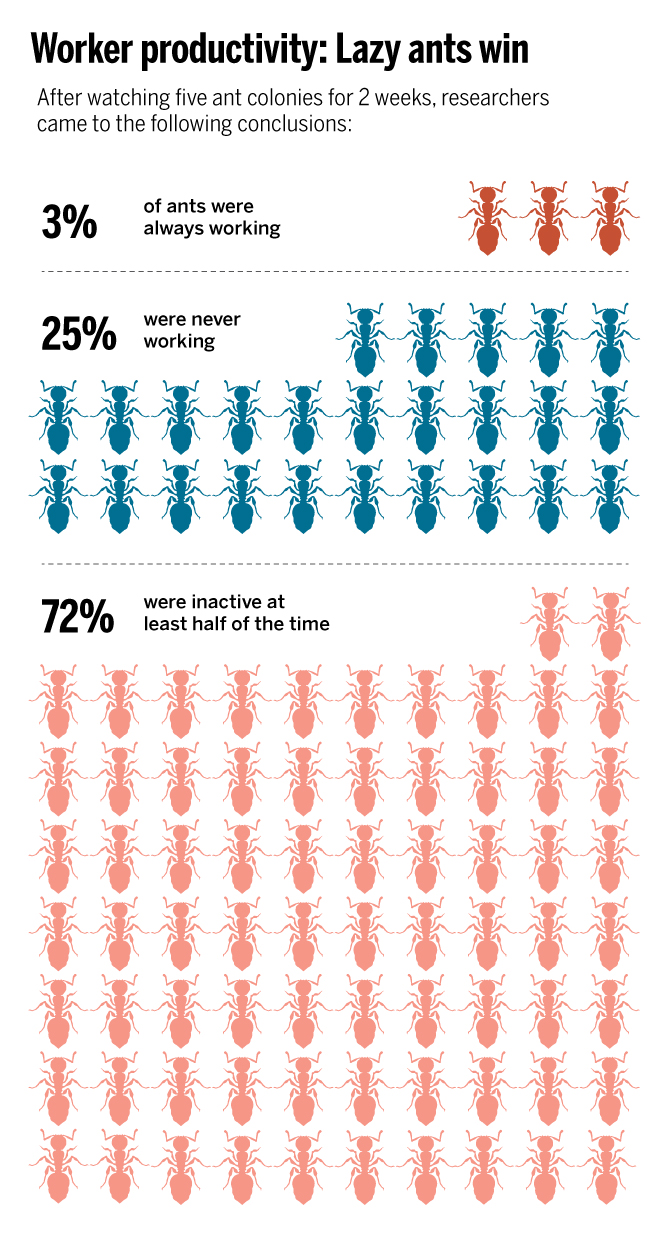 Worker productivity: Lazy ants win
After watching five ant colonies for 2 weeks, researchers
came to the following conclusions:
3%
of ants were
always working
25%
were never
working
72%
were inactive at
least half of the time